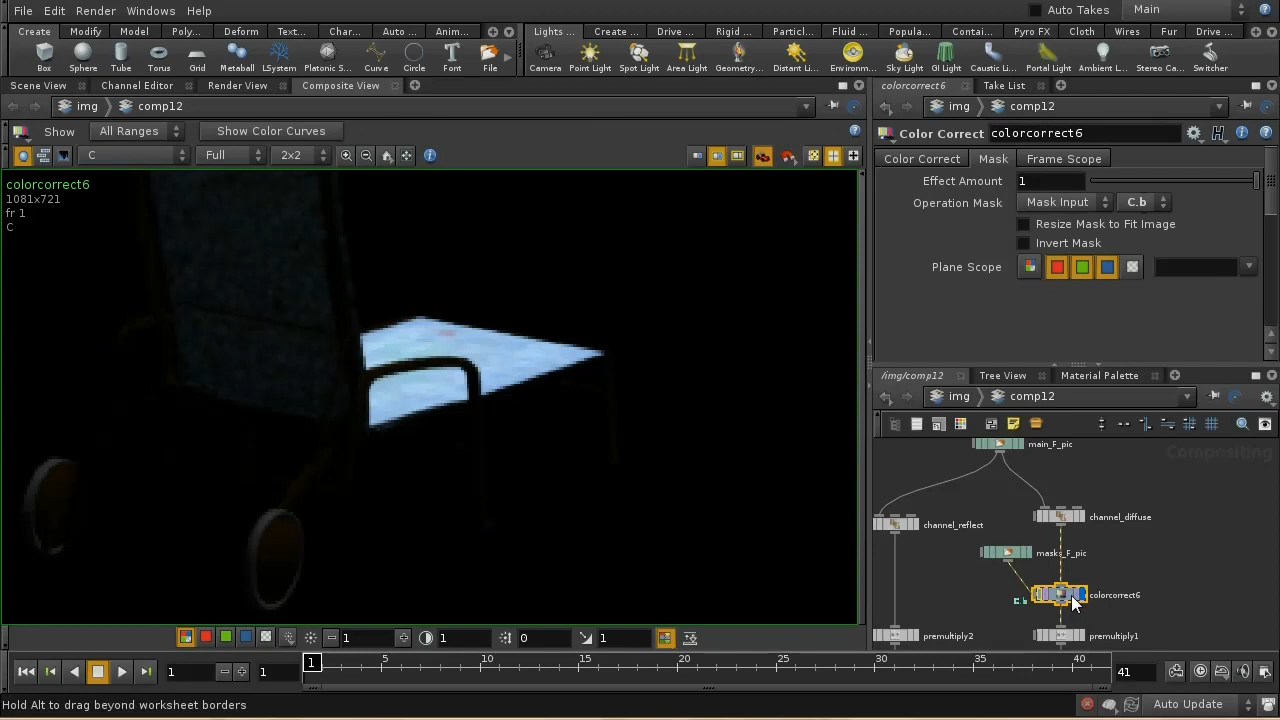 File Edit Render Windows Help Auto Takes Main
Create Modify Model Poly... Deform Text... Char... Auto ... Anim... Lights ... Create ... Drive ... Rigid ... Particl... Fluid ... Popula... Contai... Pyro FX Cloth Wires Fur Drive ...
Box Sphere Tube Torus Grid Metaball LSystem Platonic S... Curve Circle Font File Camera Point Light Spot Light Area Light Geometry... Distant Li... Environm... Sky Light GI Light Caustic Li... Portal Light Ambient L... Stereo Ca... Switcher
Scene View Channel Editor Render View Composite View colorcorrect6 Take List
img comp12 img comp12
Show All Ranges Show Color Curves Color Correct colorcorrect6
C Full 2x2 Color Correct Mask Frame Scope
colorcorrect6
1081x721
fr 1
C
Effect Amount 1
Operation Mask Mask Input C.b
Resize Mask to Fit Image
Invert Mask
Plane Scope
/img/comp12 Tree View Material Palette
img comp12
Compositing
main_F_pic
channel_reflect channel_diffuse
masks_F_pic
colorcorrect6
premultiply2 premultiply1
1 1 0 1
1 1 1 5 10 15 20 25 30 35 40 41
Hold Alt to drag beyond worksheet borders Auto Update